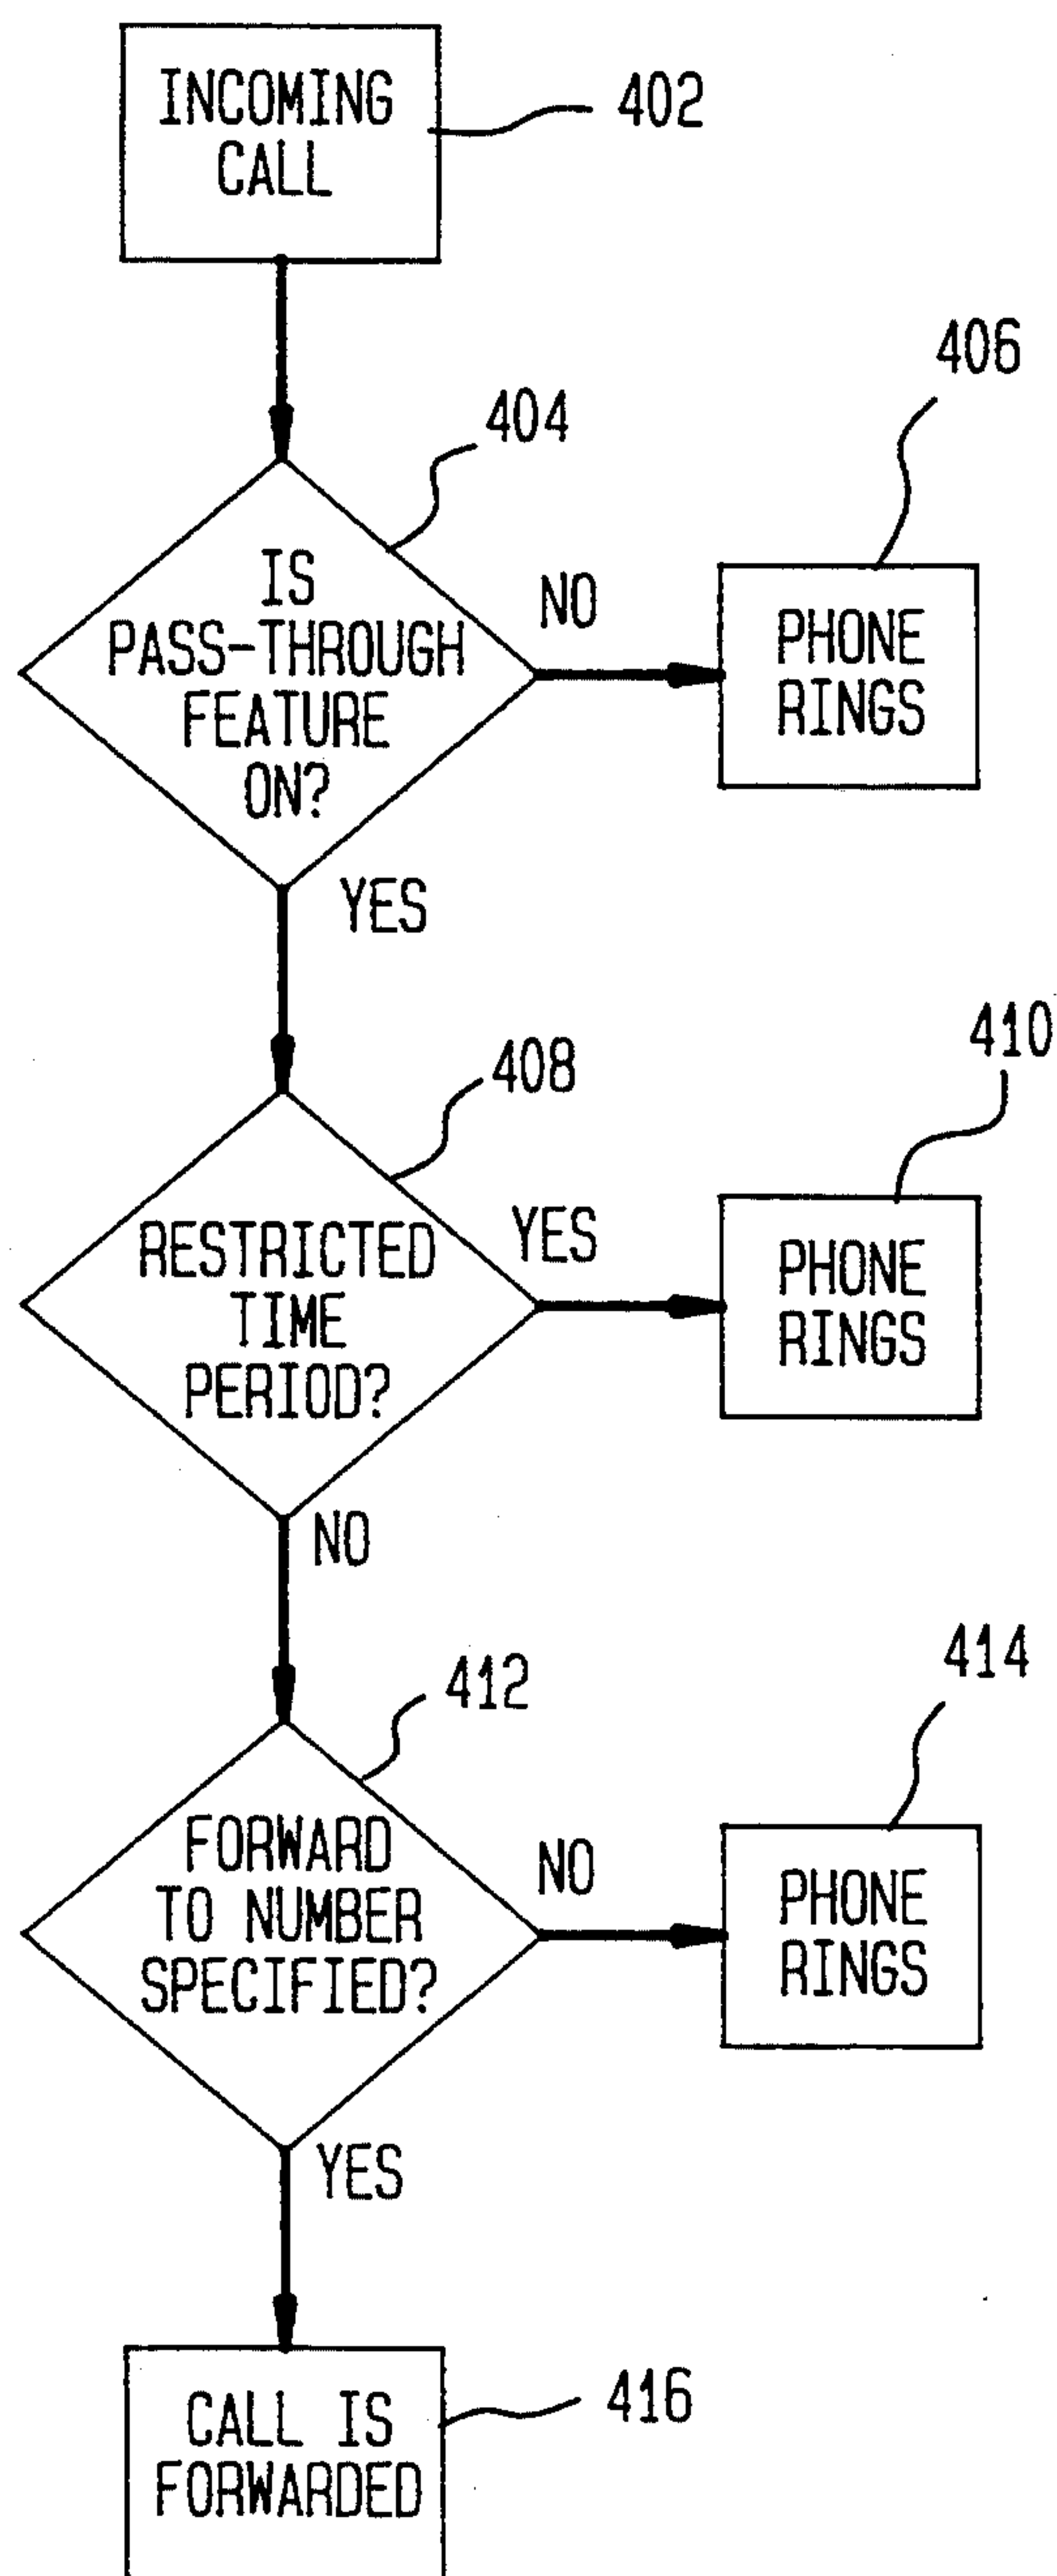 INCOMING
CALL
402
404
406
IS
PASS-THROUGH
FEATURE
ON?
NO
PHONE
RINGS
YES
408
410
RESTRICTED
TIME
PERIOD?
YES
PHONE
RINGS
NO
412
414
FORWARD
TO NUMBER
SPECIFIED?
NO
PHONE
RINGS
YES
CALL IS
FORWARDED
416